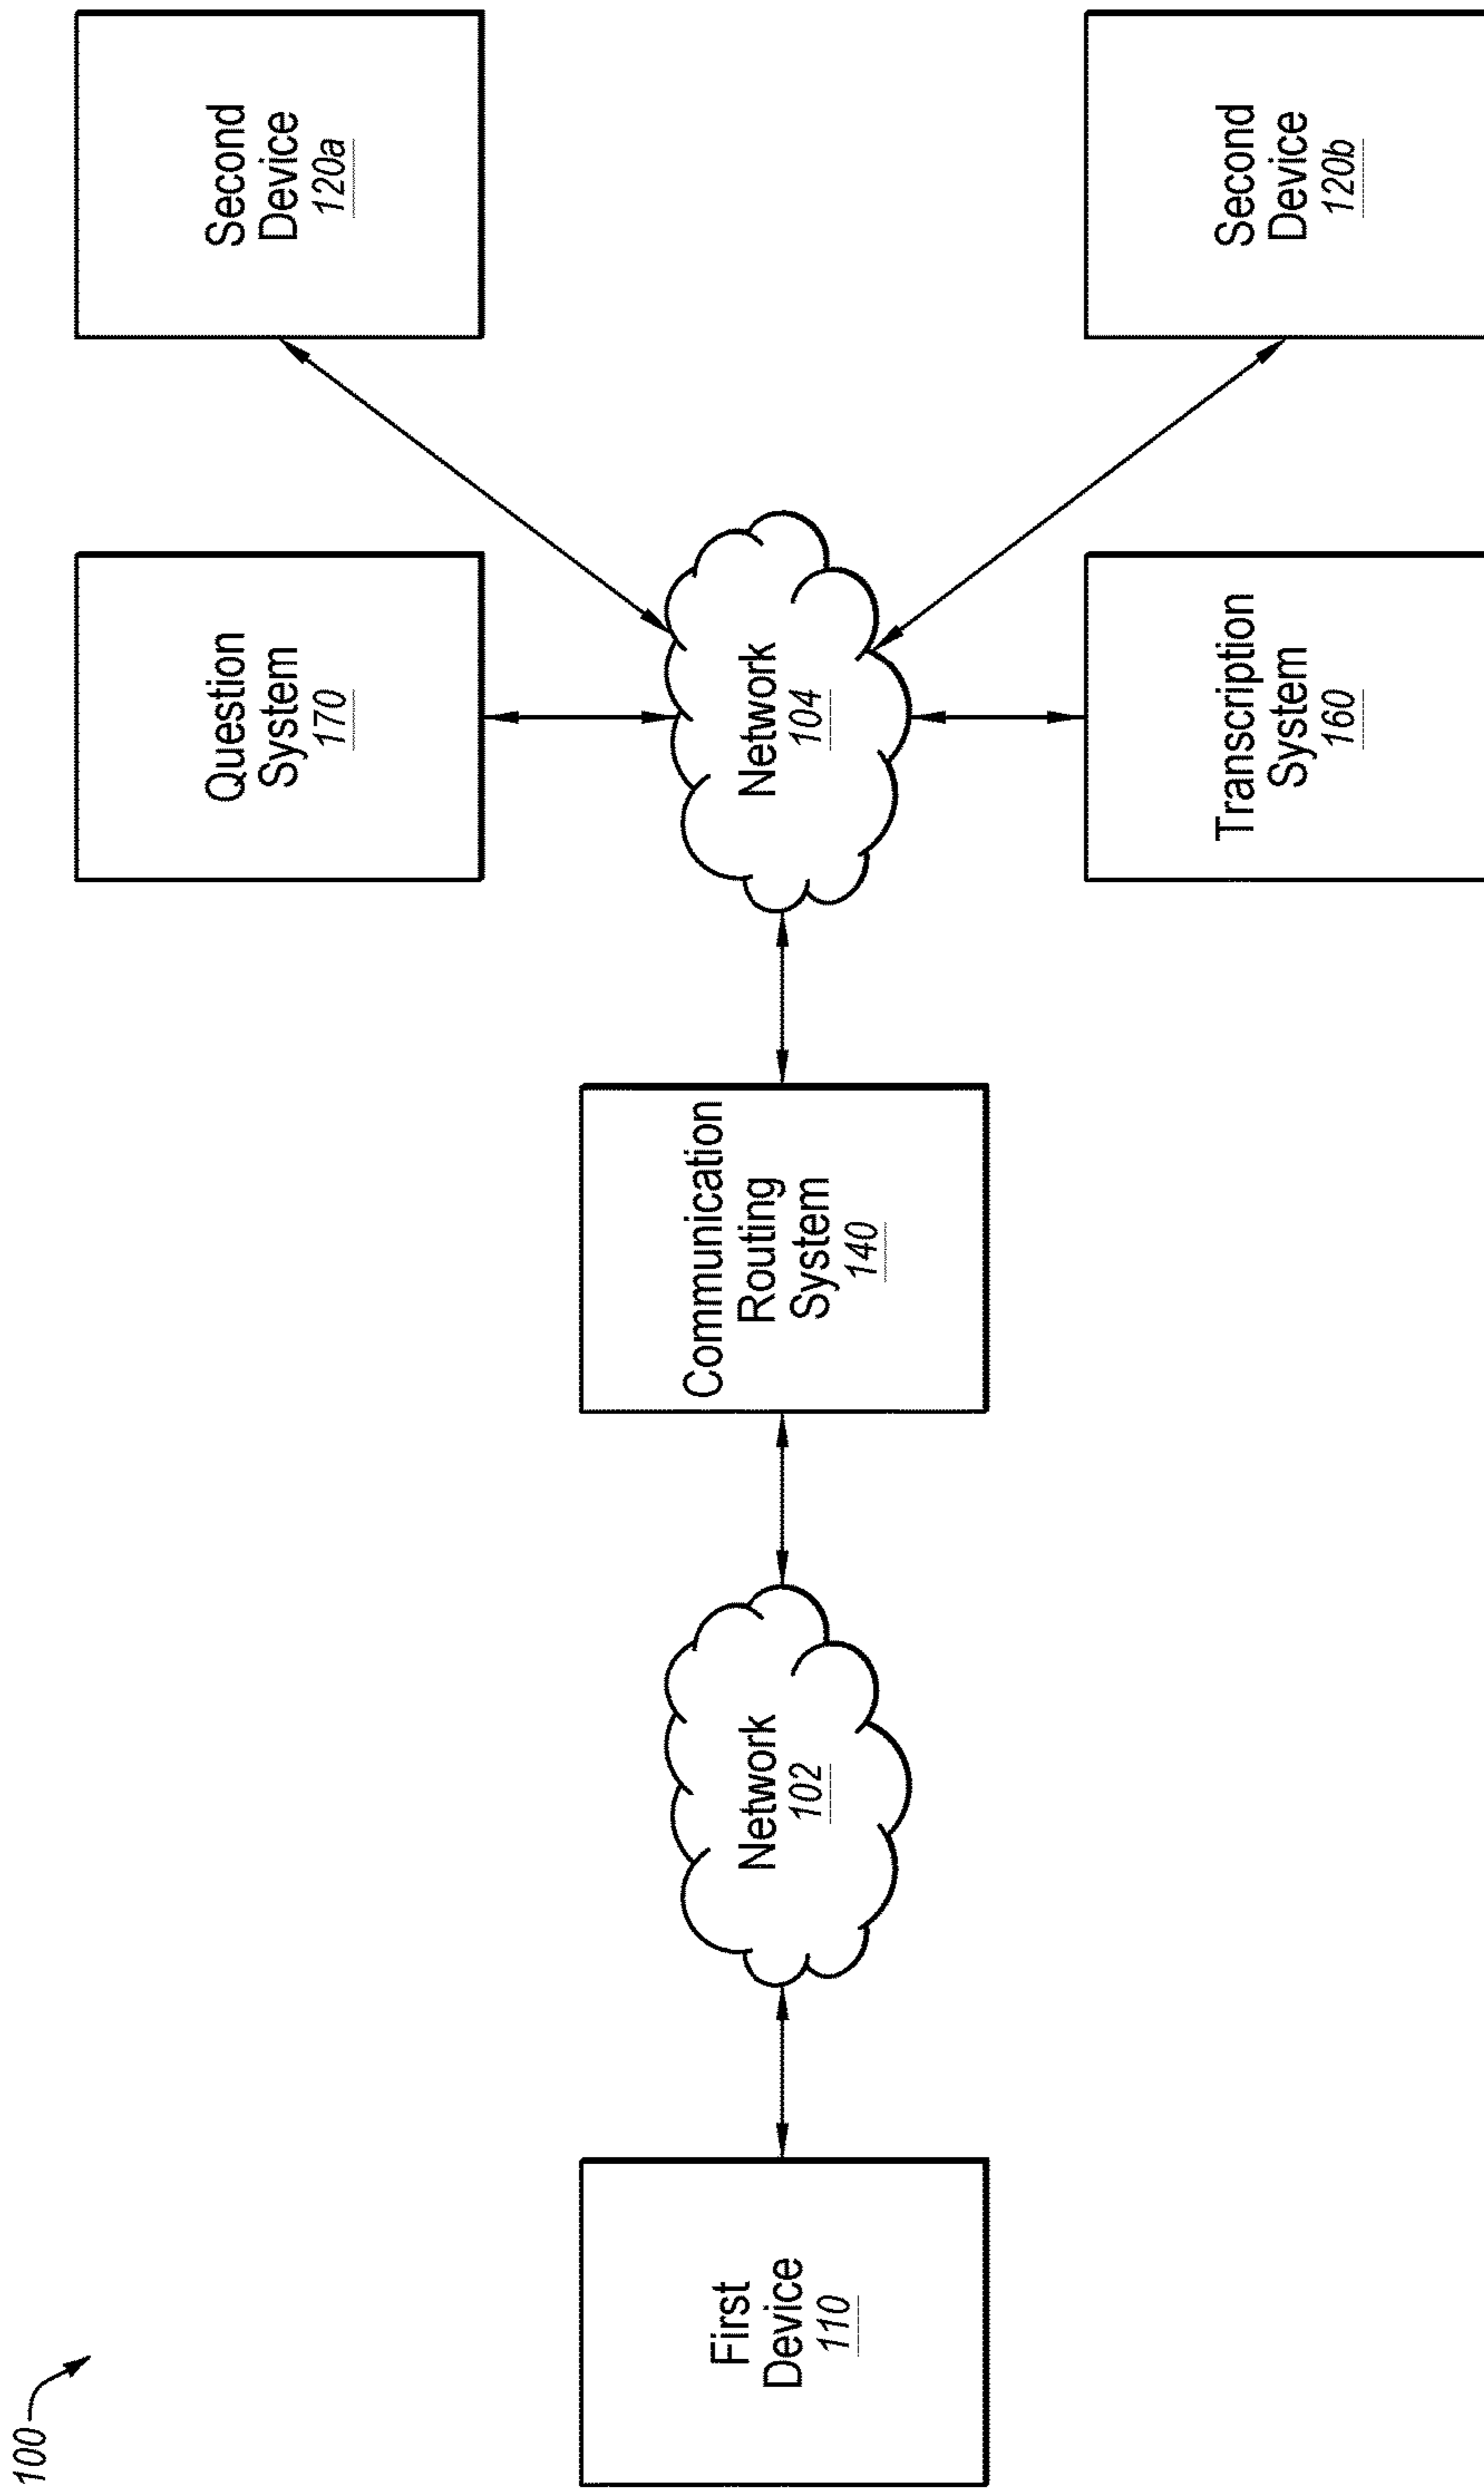 100
First
Device
110
Network
102
Communication
Routing
System
140
Network
104
Question
System
170
Second
Device
120a
Transcription
System
160
Second
Device
120b